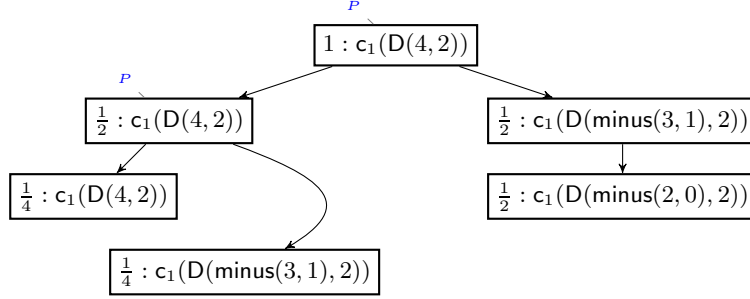 P
1 : c₁(D(4, 2))
P
½ : c₁(D(4, 2))
½ : c₁(D(minus(3, 1), 2))
¼ : c₁(D(4, 2))
½ : c₁(D(minus(2, 0), 2))
¼ : c₁(D(minus(3, 1), 2))